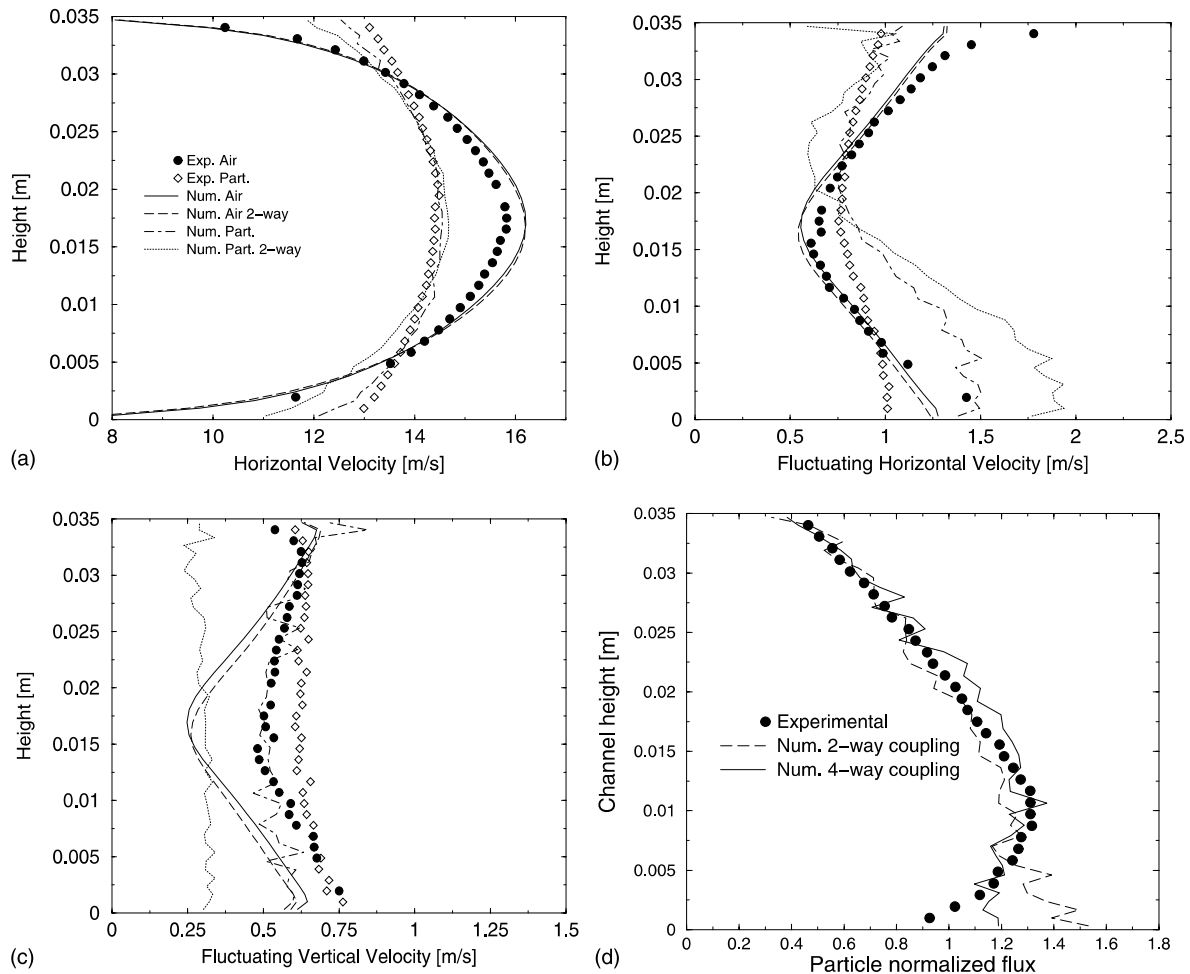 0.035
0.03
0.025
0.02
0.015
0.01
0.005
0
Height [m]
Exp. Air
Exp. Part.
Num. Air
Num. Air 2-way
Num. Part.
Num. Part. 2-way
8 10 12 14 16
Horizontal Velocity [m/s]
(a)
0.035
0.03
0.025
0.02
0.015
0.01
0.005
0
Height [m]
0 0.5 1 1.5 2 2.5
Fluctuating Horizontal Velocity [m/s]
(b)
0.035
0.03
0.025
0.02
0.015
0.01
0.005
0
Height [m]
0 0.25 0.5 0.75 1 1.25 1.5
Fluctuating Vertical Velocity [m/s]
(c)
0.035
0.03
0.025
0.02
0.015
0.01
0.005
0
Channel height [m]
Experimental
Num. 2-way coupling
Num. 4-way coupling
0 0.2 0.4 0.6 0.8 1 1.2 1.4 1.6 1.8
Particle normalized flux
(d)